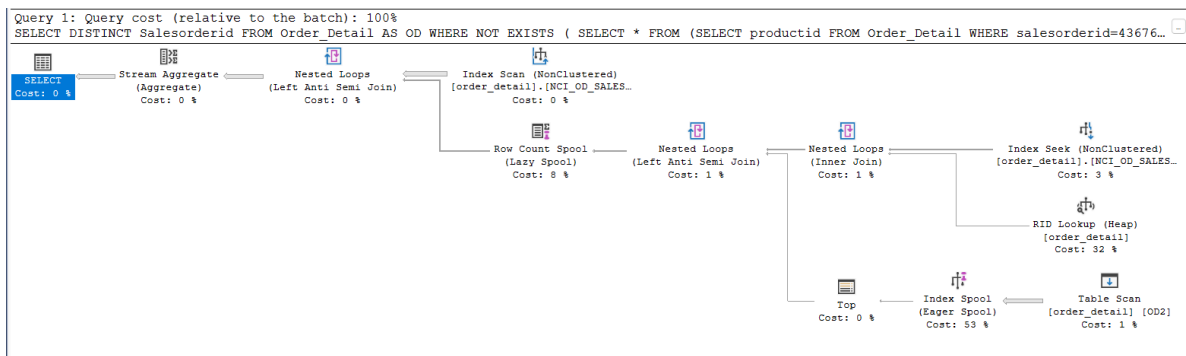 Query 1: Query cost (relative to the batch): 100%
SELECT DISTINCT Salesorderid FROM Order_Detail AS OD WHERE NOT EXISTS ( SELECT * FROM (SELECT productid FROM Order_Detail WHERE salesorderid=43676…
SELECT
Cost: 0 %
Stream Aggregate
(Aggregate)
Cost: 0 %
Nested Loops
(Left Anti Semi Join)
Cost: 0 %
Index Scan (NonClustered)
[order_detail].[NCI_OD_SALES…
Cost: 0 %
Row Count Spool
(Lazy Spool)
Cost: 8 %
Nested Loops
(Left Anti Semi Join)
Cost: 1 %
Nested Loops
(Inner Join)
Cost: 1 %
Index Seek (NonClustered)
[order_detail].[NCI_OD_SALES…
Cost: 3 %
RID Lookup (Heap)
[order_detail]
Cost: 32 %
Top
Cost: 0 %
Index Spool
(Eager Spool)
Cost: 53 %
Table Scan
[order_detail] [OD2]
Cost: 1 %